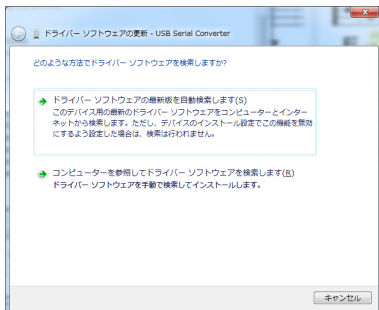 ドライバー ソフトウェアの更新 - USB Serial Converter
どのような方法でドライバー ソフトウェアを検索しますか?
ドライバー ソフトウェアの最新版を自動検索します(S)
このデバイス用の最新のドライバー ソフトウェアをコンピューターとインター
ネットから検索します。ただし、デバイスのインストール設定でこの機能を無効
にするよう設定した場合は、検索は行われません。
コンピューターを参照してドライバー ソフトウェアを検索します(R)
ドライバー ソフトウェアを手動で検索してインストールします。
キャンセル